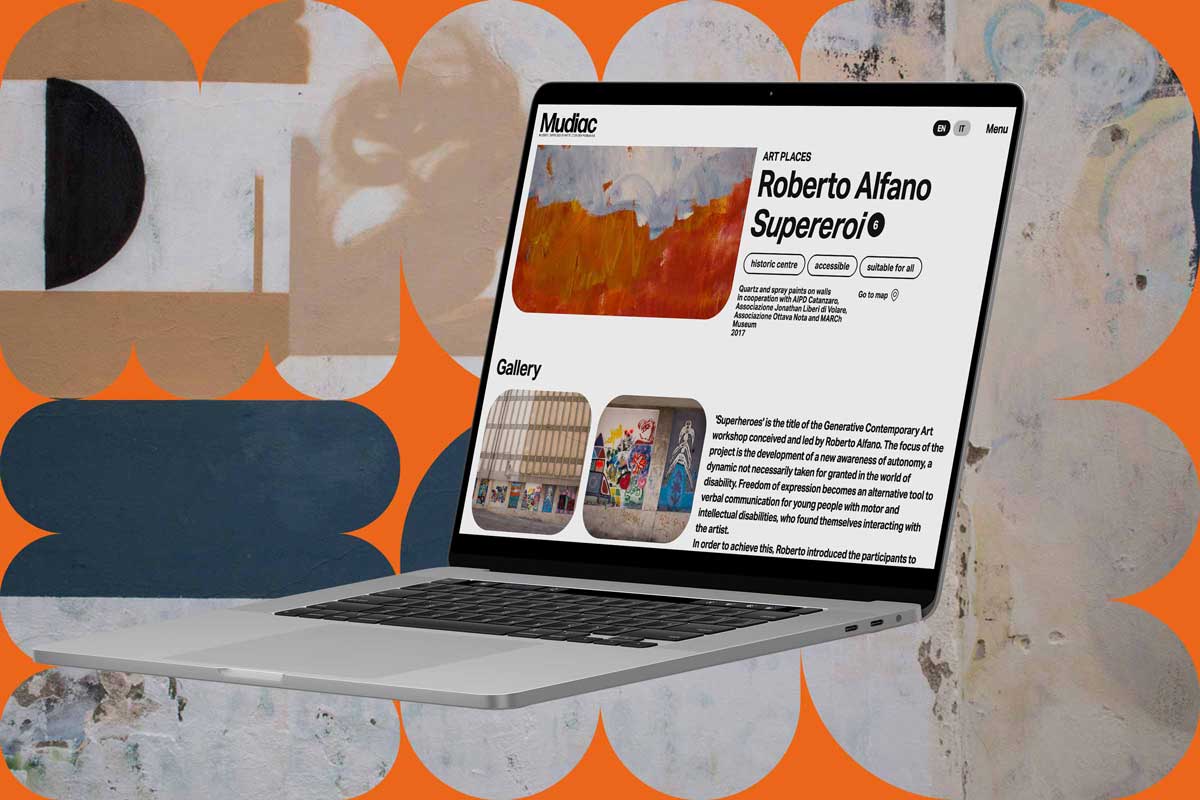 Mudiac
EN
IT
Menu
ART PLACES
Roberto Alfano
Supereroi 6
historic centre
accessible
suitable for all
Quartz and spray paints on walls
in cooperation with AIPD Catanzaro,
Associazione Jonathan Liberi di Volare,
Associazione Ottava Nota and MARCh
Museum
2017
Go to map
Gallery
'Superheroes' is the title of the Generative Contemporary Art
workshop conceived and led by Roberto Alfano. The focus of the
project is the development of a new awareness of autonomy, a
dynamic not necessarily taken for granted in the world of
disability. Freedom of expression becomes an alternative tool to
verbal communication for young people with motor and
intellectual disabilities, who found themselves interacting with
the artist.
In order to achieve this, Roberto introduced the participants to